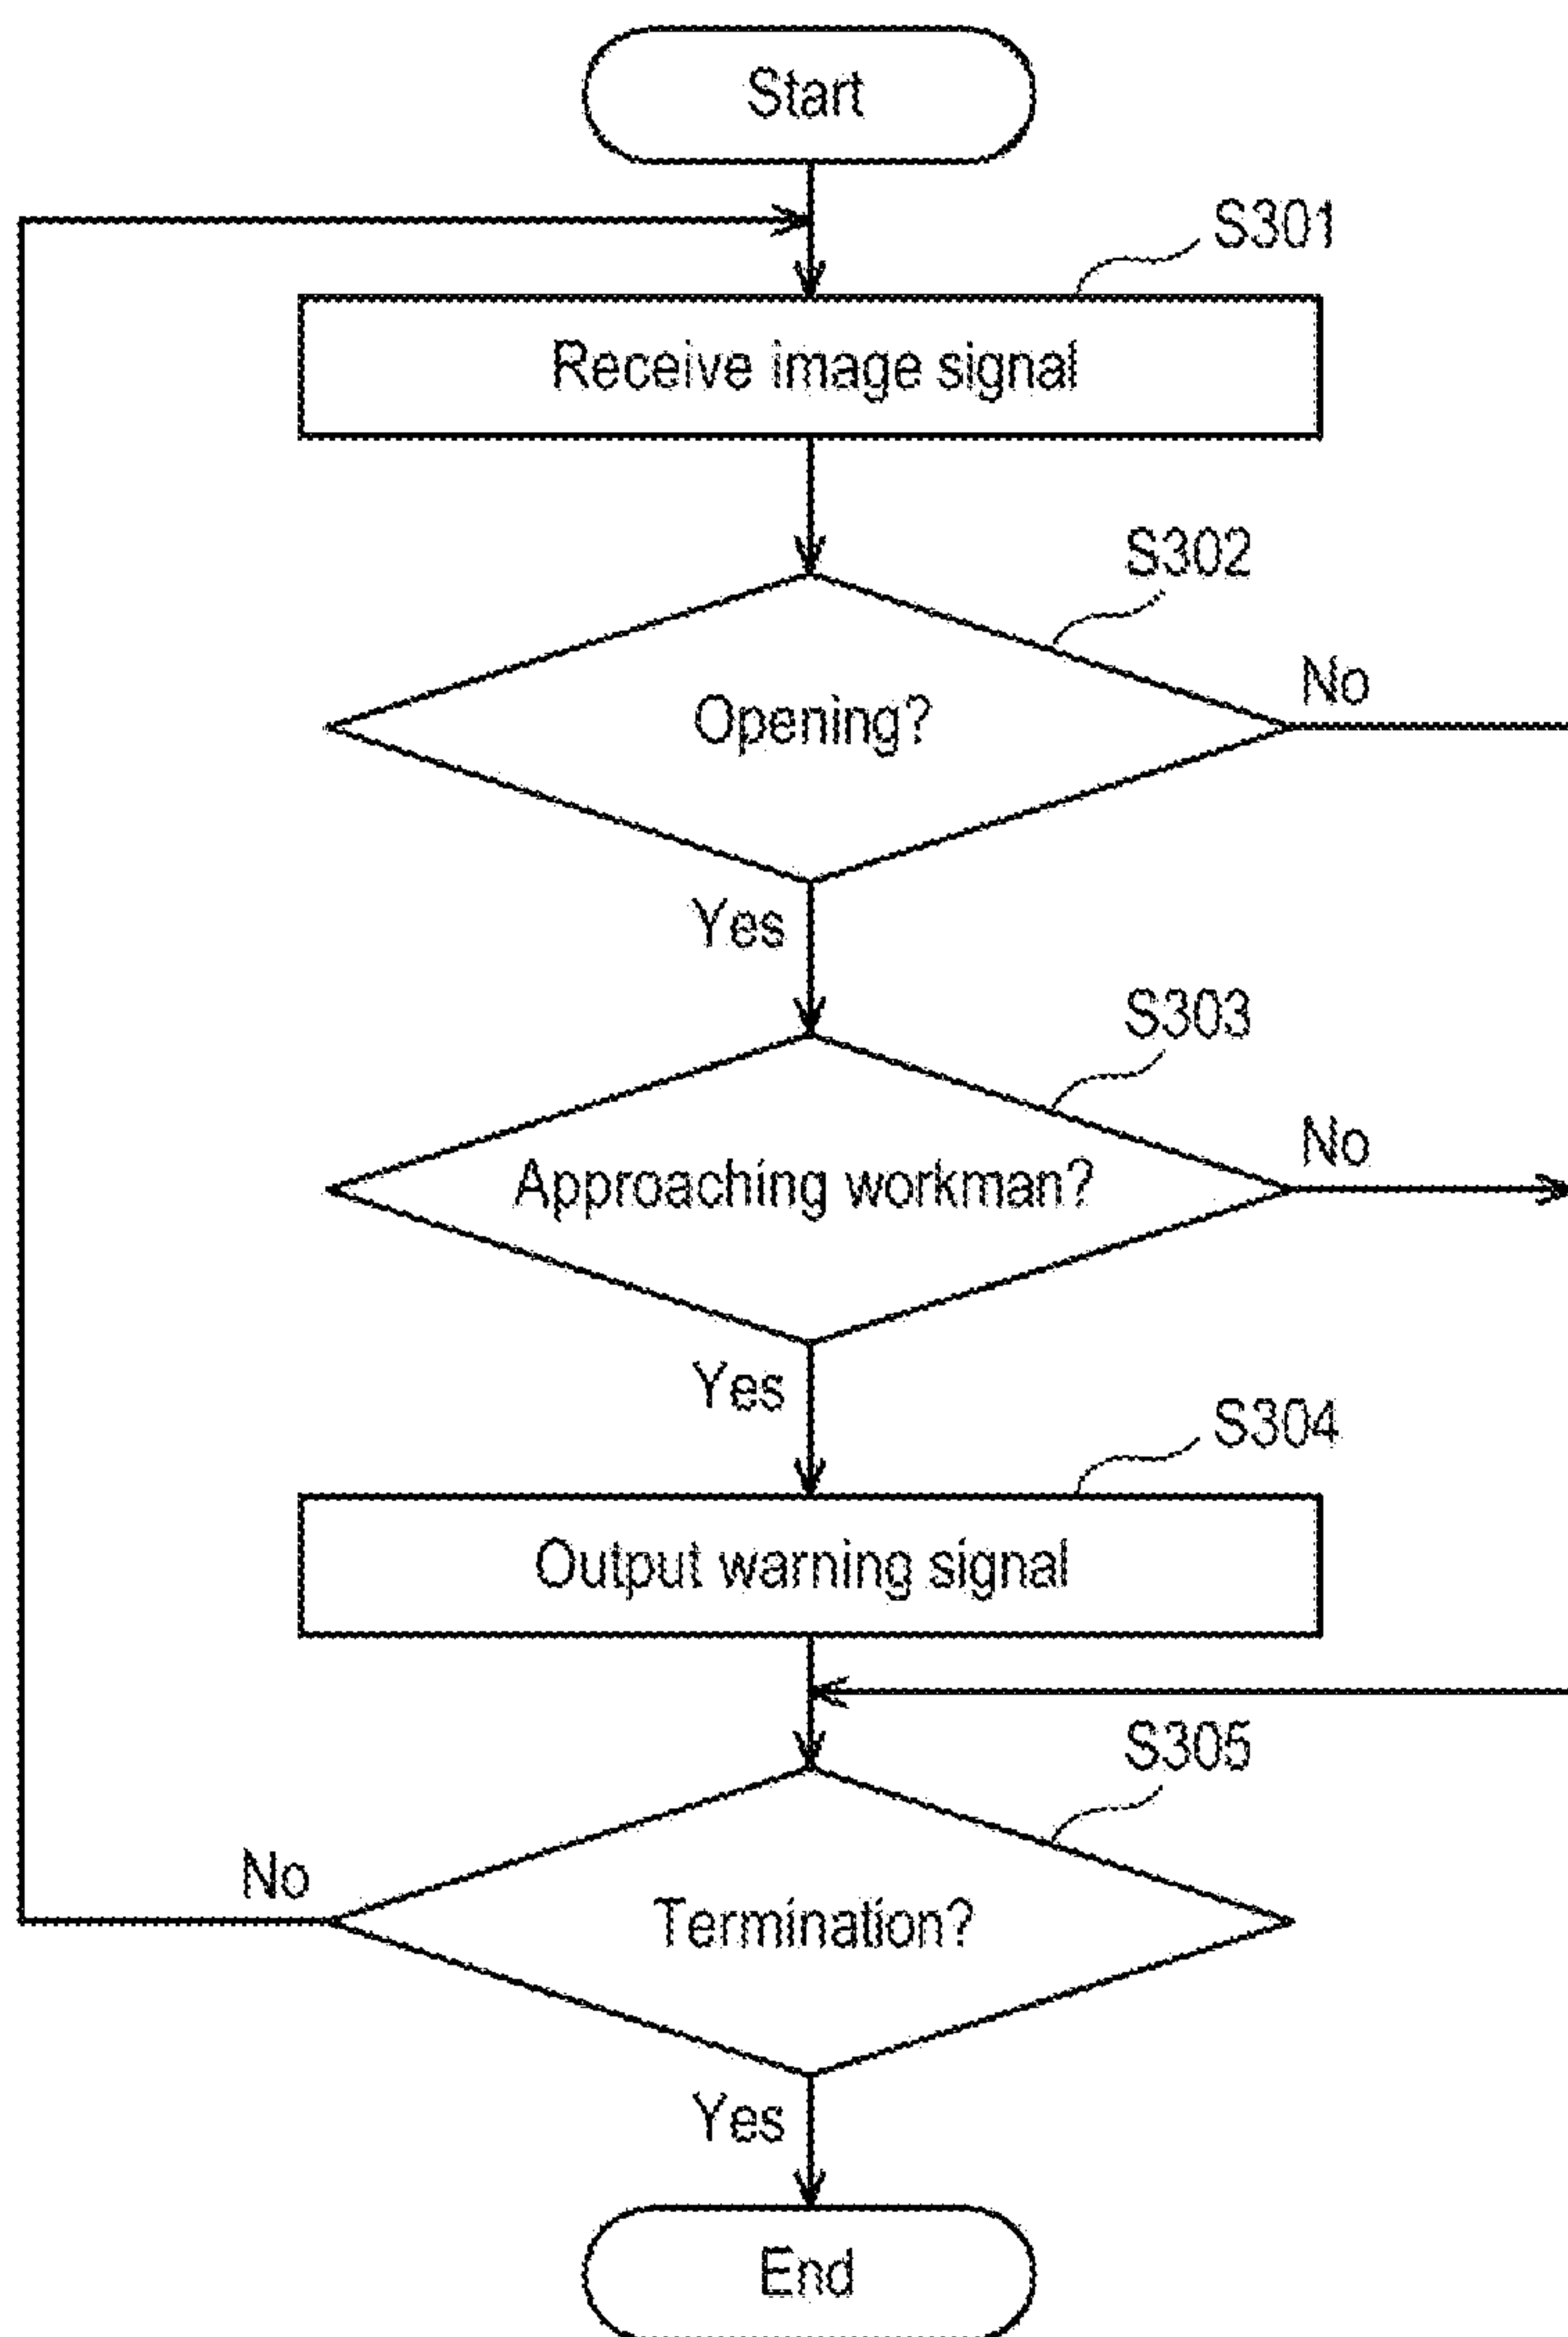 Start
S301
Receive image signal
S302
Opening?
No
Yes
S303
Approaching workman?
No
Yes
S304
Output warning signal
S305
Termination?
No
Yes
End